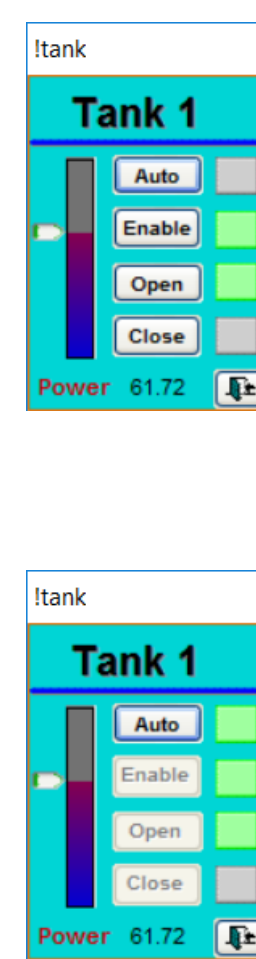 !tank
Tank 1
Auto
Enable
Open
Close
Power 61.72
!tank
Tank 1
Auto
Enable
Open
Close
Power 61.72